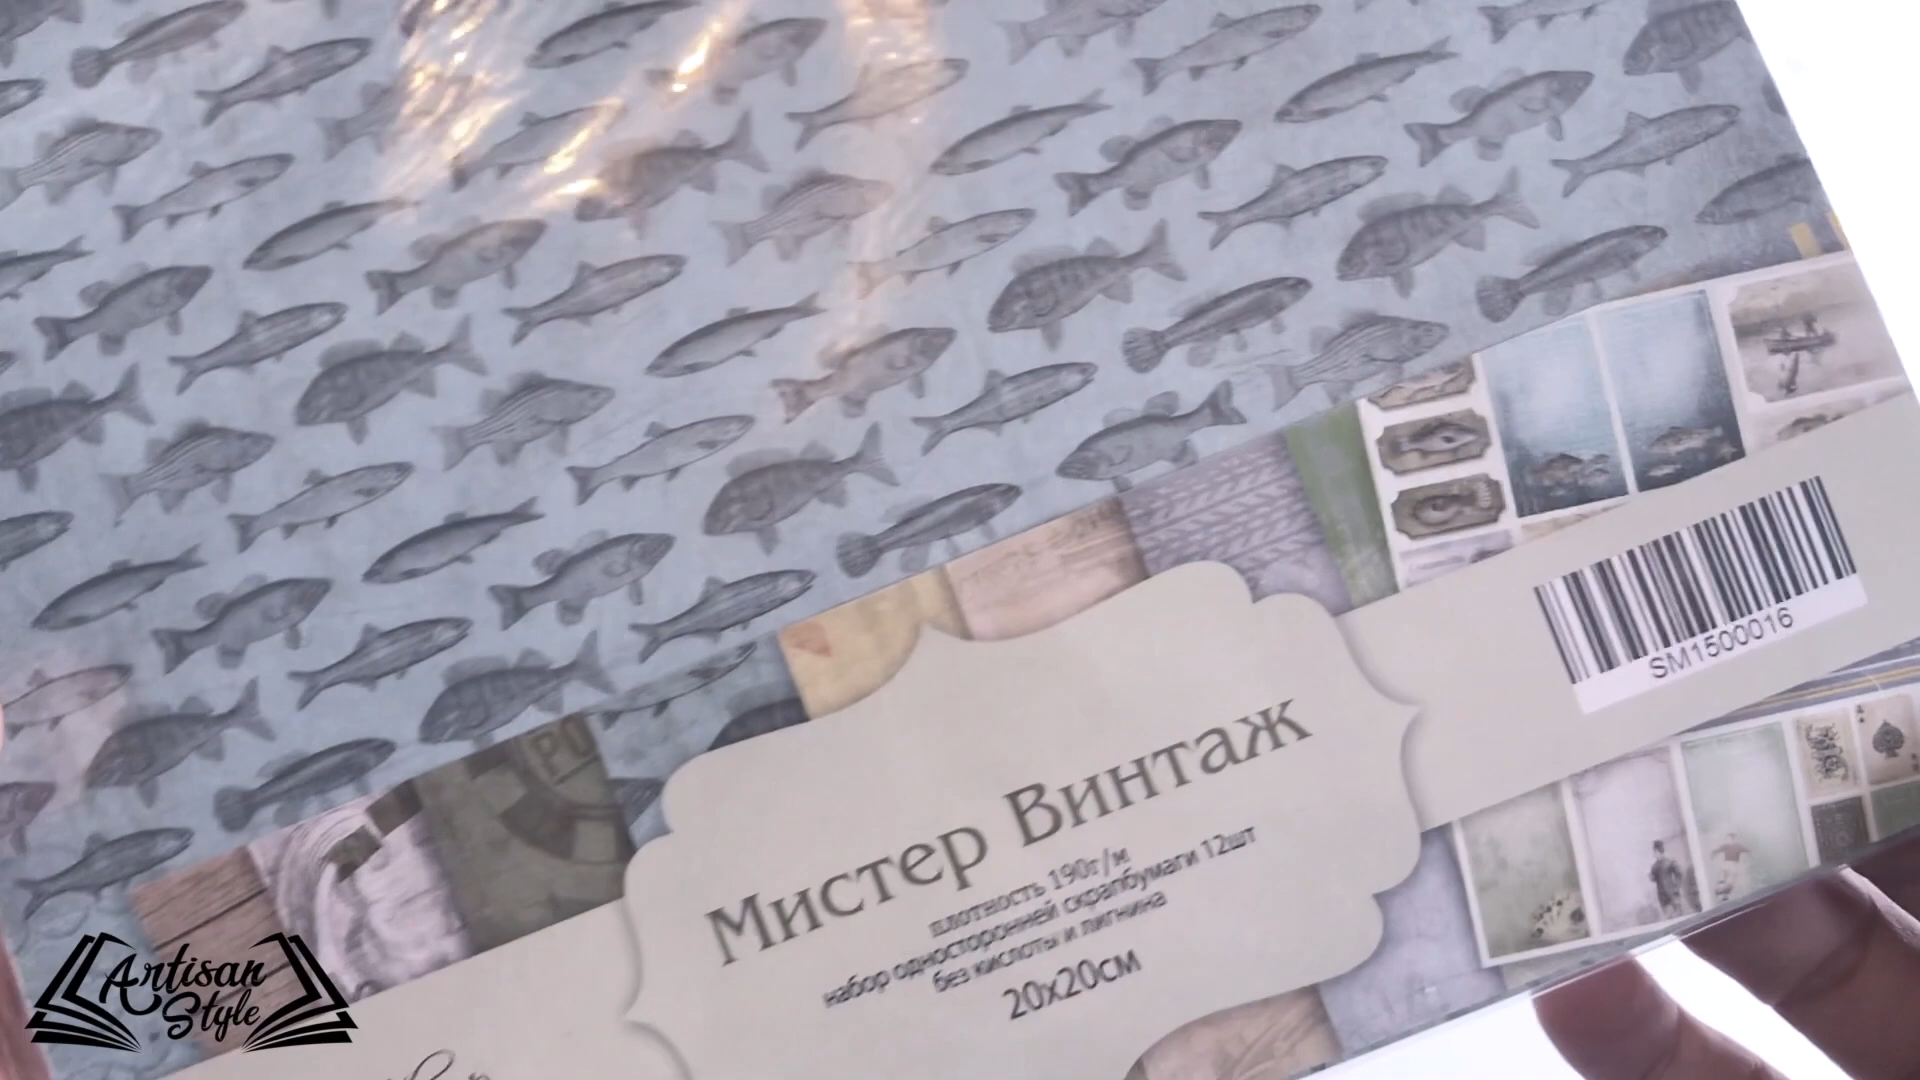 Мистер Винтаж
плотность 190г/м
набор односторонней скрапбумаги 12шт
без кислоты и лигнина
20х20см
SM1500016
Artisan
Style